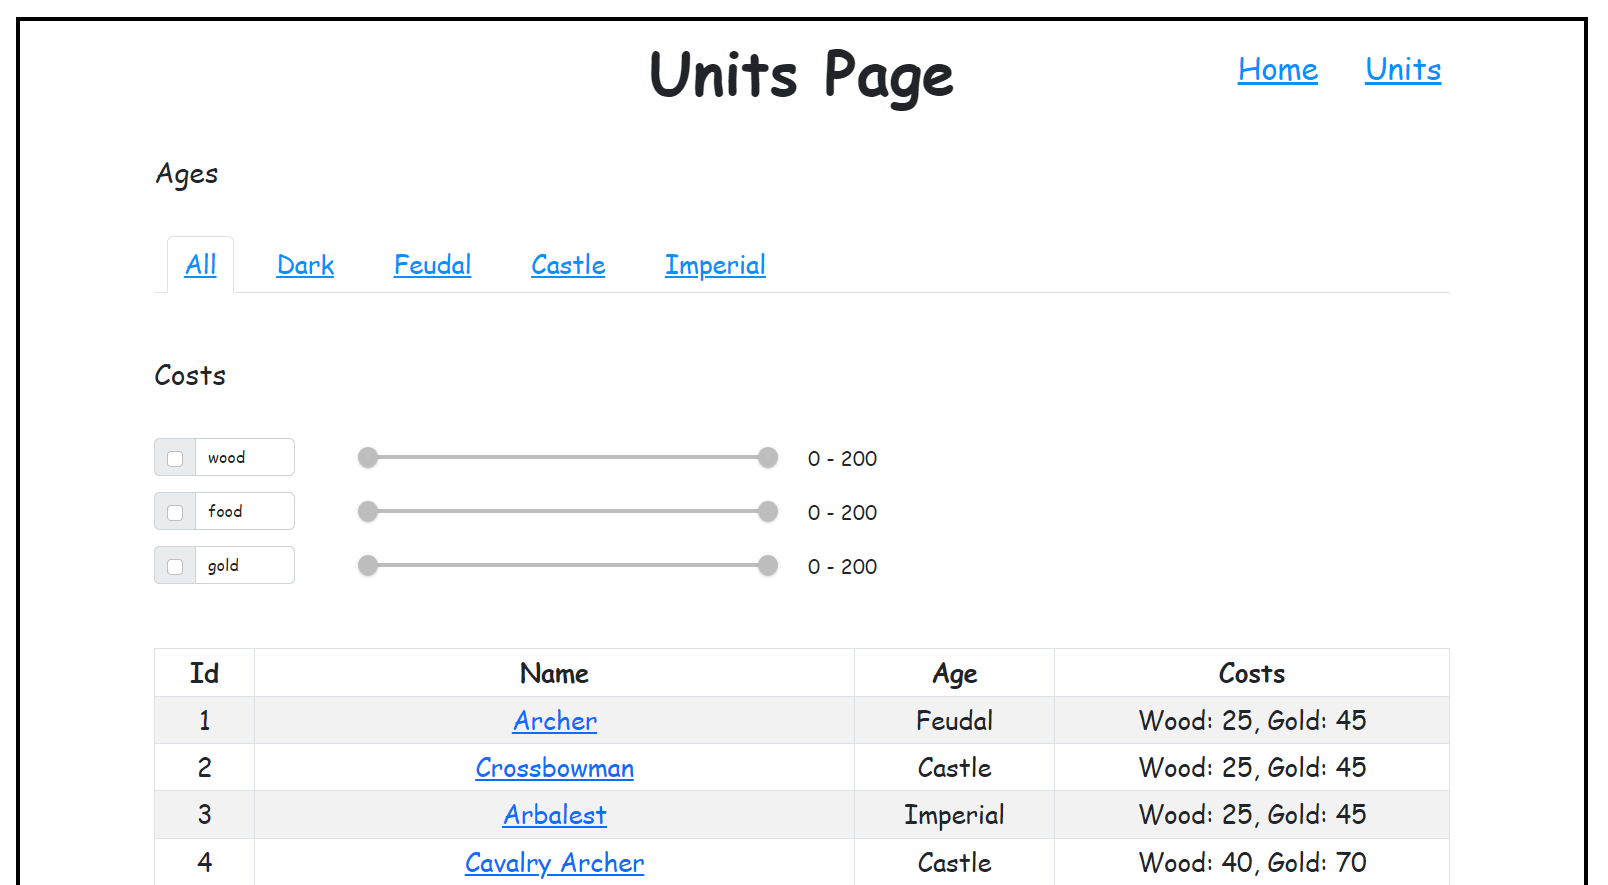 Units Page
Home Units
Ages
All Dark Feudal Castle Imperial
Costs
wood 0 - 200
food 0 - 200
gold 0 - 200
Id Name Age Costs
1 Archer Feudal Wood: 25, Gold: 45
2 Crossbowman Castle Wood: 25, Gold: 45
3 Arbalest Imperial Wood: 25, Gold: 45
4 Cavalry Archer Castle Wood: 40, Gold: 70